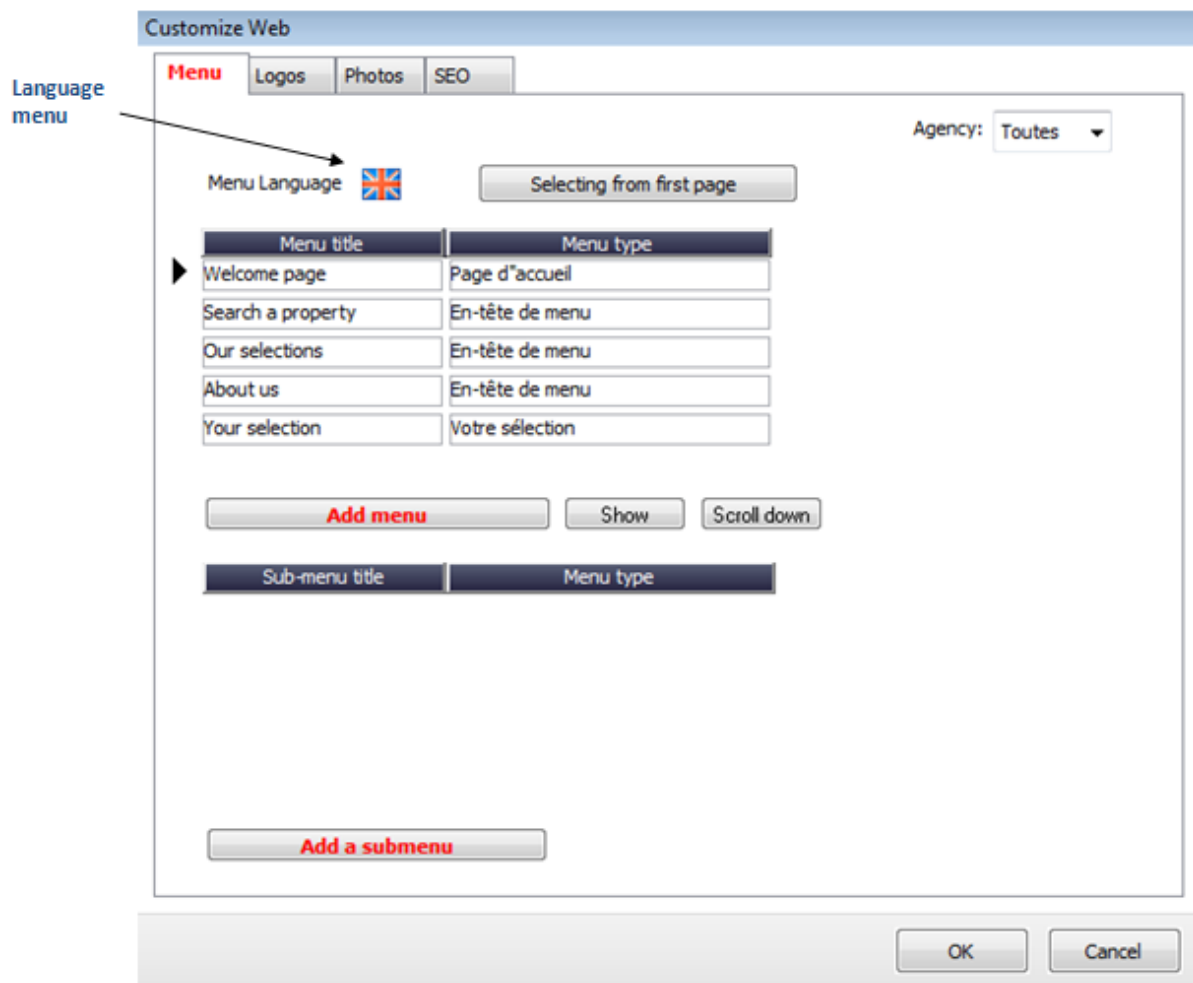 Customize Web
Menu Logos Photos SEO
Language
menu
Agency: Toutes
Menu Language Selecting from first page
Menu title Menu type
Welcome page Page d"accueil
Search a property En-tête de menu
Our selections En-tête de menu
About us En-tête de menu
Your selection Votre sélection
Add menu Show Scroll down
Sub-menu title Menu type
Add a submenu
OK Cancel